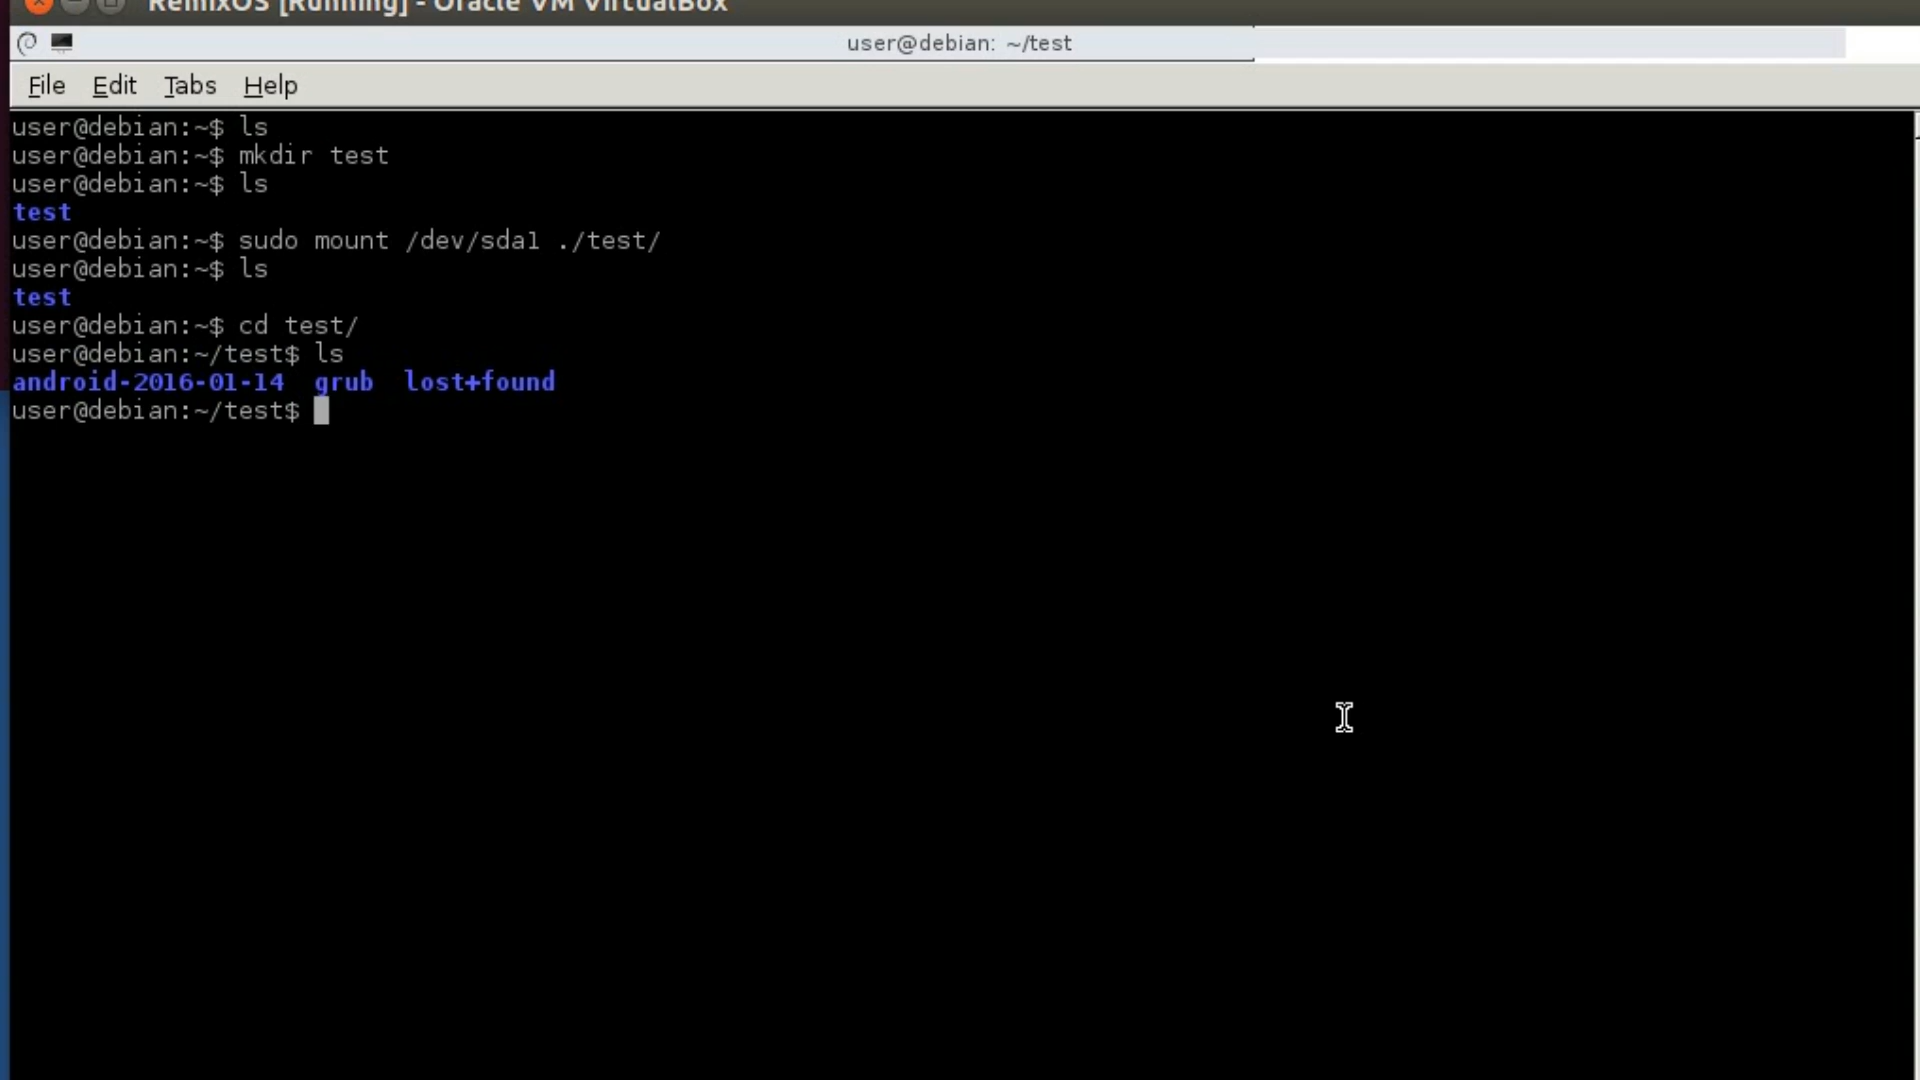 RemixOS [Running] - Oracle VM VirtualBox
user@debian: ~/test
File Edit Tabs Help
user@debian:~$ ls
user@debian:~$ mkdir test
user@debian:~$ ls
test
user@debian:~$ sudo mount /dev/sda1 ./test/
user@debian:~$ ls
test
user@debian:~$ cd test/
user@debian:~/test$ ls
android-2016-01-14  grub  lost+found
user@debian:~/test$